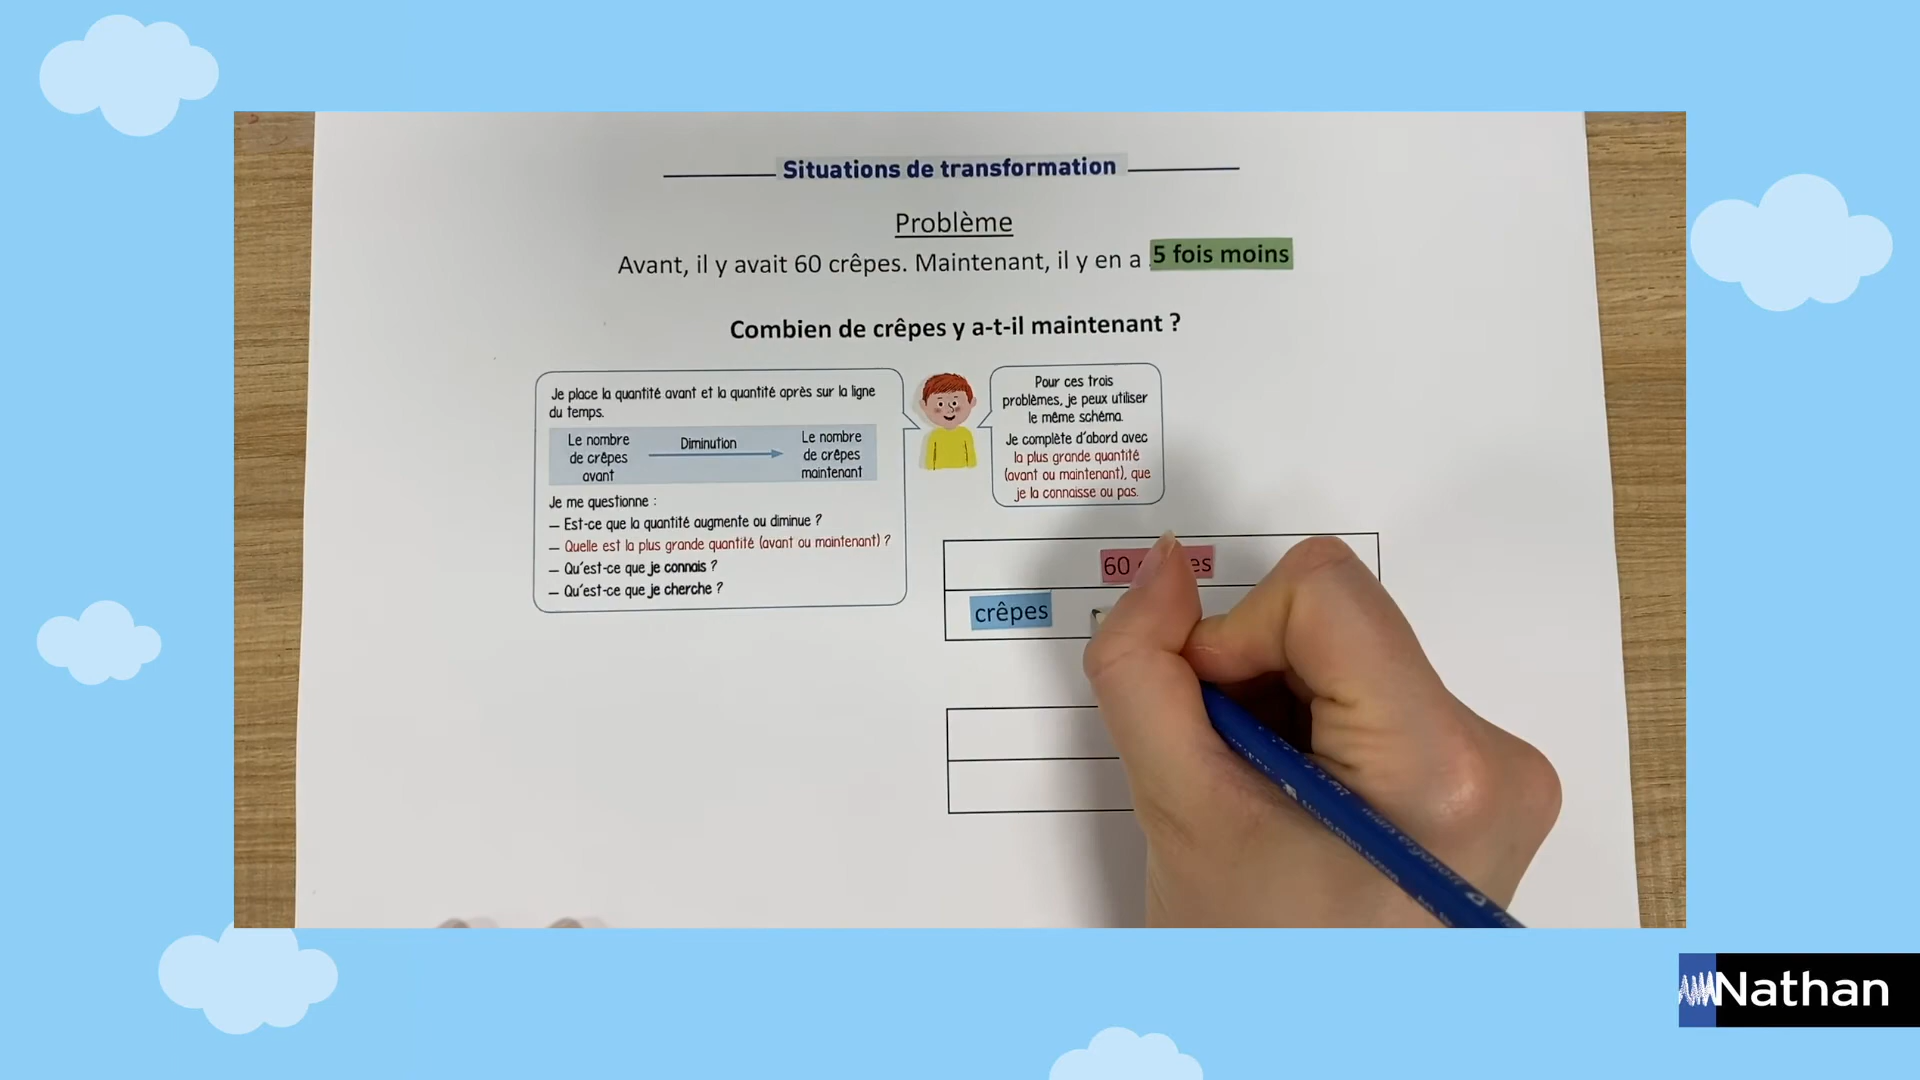 Situations de transformation
Problème
Avant, il y avait 60 crêpes. Maintenant, il y en a 5 fois moins
Combien de crêpes y a-t-il maintenant ?
Je place la quantité avant et la quantité après sur la ligne
du temps.
Le nombre
de crêpes
avant
Diminution
Le nombre
de crêpes
maintenant
Je me questionne :
– Est-ce que la quantité augmente ou diminue ?
– Quelle est la plus grande quantité (avant ou maintenant) ?
– Qu'est-ce que je connais ?
– Qu'est-ce que je cherche ?
Pour ces trois
problèmes, je peux utiliser
le même schéma.
Je complète d'abord avec
la plus grande quantité
(avant ou maintenant), que
je la connaisse ou pas.
60
crêpes
Nathan